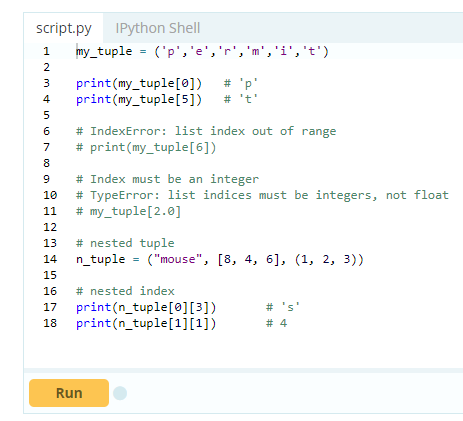 script.py IPython Shell
1 my_tuple = ('p','e','r','m','i','t')
2
3 print(my_tuple[0]) # 'p'
4 print(my_tuple[5]) # 't'
5
6 # IndexError: list index out of range
7 # print(my_tuple[6])
8
9 # Index must be an integer
10 # TypeError: list indices must be integers, not float
11 # my_tuple[2.0]
12
13 # nested tuple
14 n_tuple = ("mouse", [8, 4, 6], (1, 2, 3))
15
16 # nested index
17 print(n_tuple[0][3]) # 's'
18 print(n_tuple[1][1]) # 4
Run